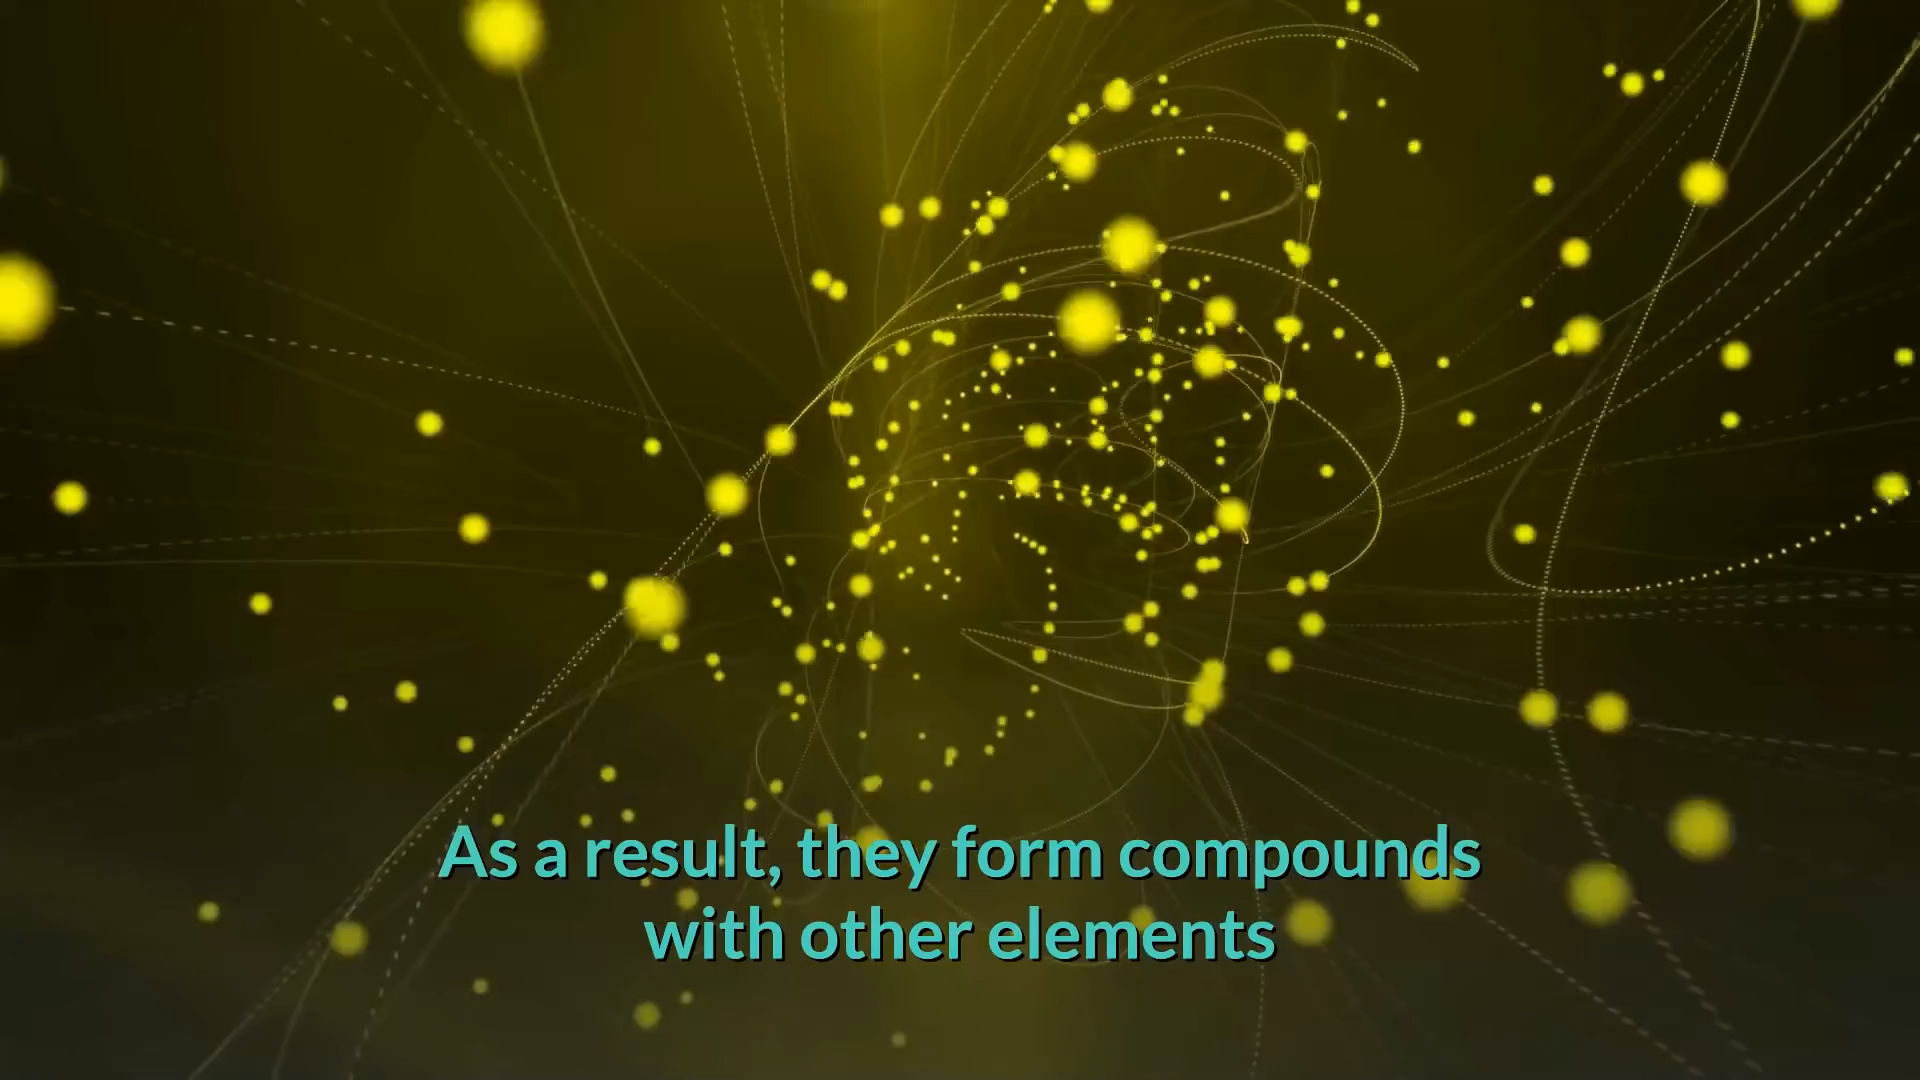 As a result, they form compounds
with other elements